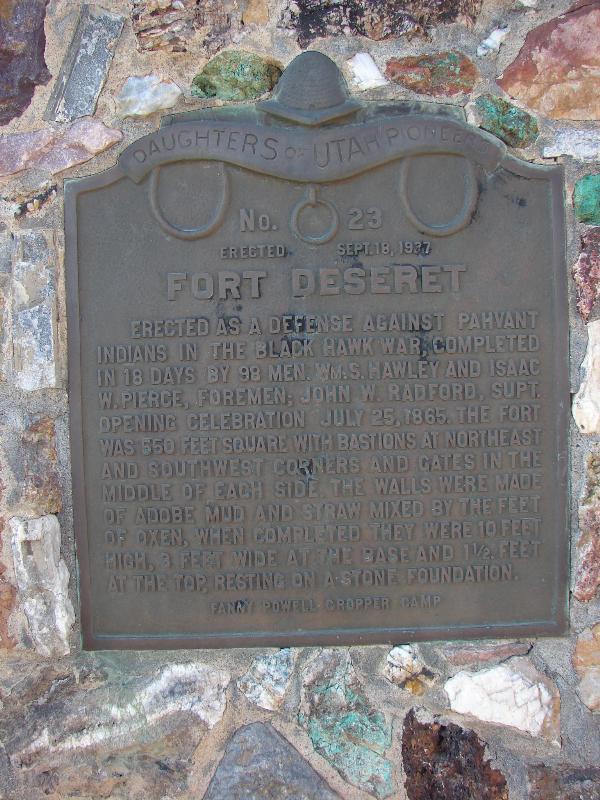 DAUGHTERS OF UTAH PIONEERS
No. 23
ERECTED SEPT. 18, 1937
FORT DESERET
ERECTED AS A DEFENSE AGAINST PAHVANT
INDIANS IN THE BLACK HAWK WAR, COMPLETED
IN 18 DAYS BY 98 MEN. WM. S. HAWLEY AND ISAAC
W. PIERCE, FOREMEN; JOHN W. RADFORD, SUPT.
OPENING CELEBRATION JULY 25, 1865. THE FORT
WAS 550 FEET SQUARE WITH BASTIONS AT NORTHEAST
AND SOUTHWEST CORNERS AND GATES IN THE
MIDDLE OF EACH SIDE. THE WALLS WERE MADE
OF ADOBE MUD AND STRAW MIXED BY THE FEET
OF OXEN. WHEN COMPLETED THEY WERE 10 FEET
HIGH, 3 FEET WIDE AT THE BASE AND 1½ FEET
AT THE TOP, RESTING ON A STONE FOUNDATION.
FANNY POWELL CROPPER CAMP